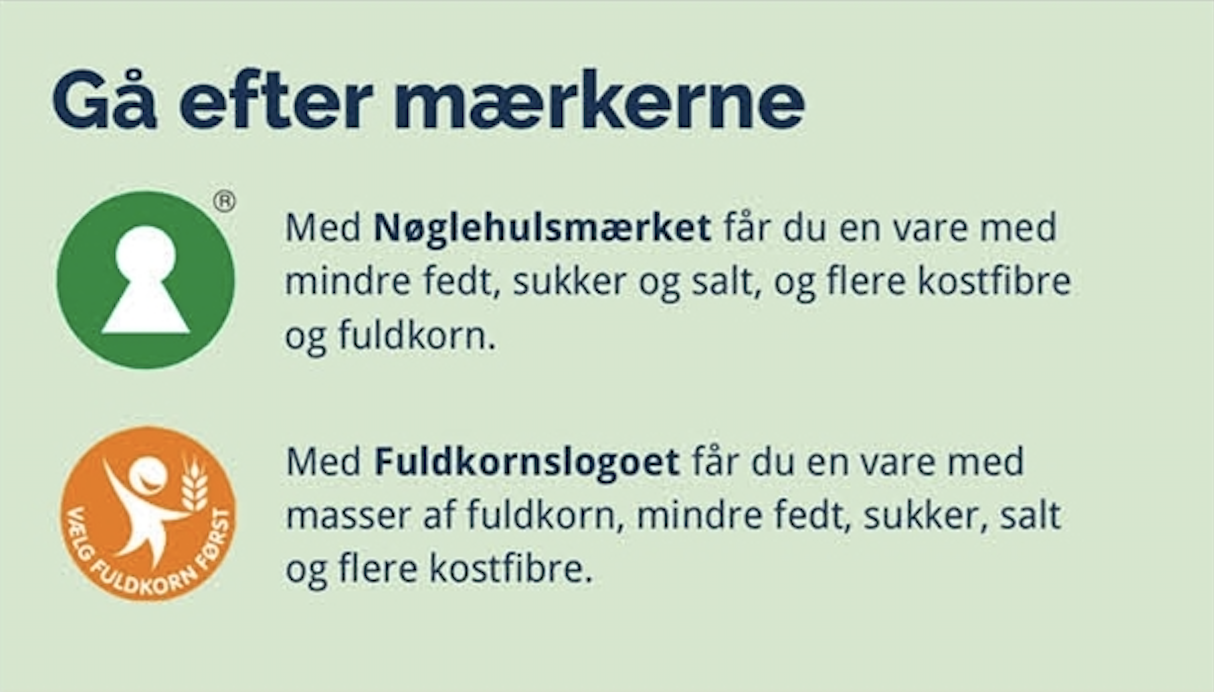 Gå efter mærkerne
®
Med Nøglehulsmærket får du en vare med
mindre fedt, sukker og salt, og flere kostfibre
og fuldkorn.
VÆLG FULDKORN FØRST
Med Fuldkornslogoet får du en vare med
masser af fuldkorn, mindre fedt, sukker, salt
og flere kostfibre.